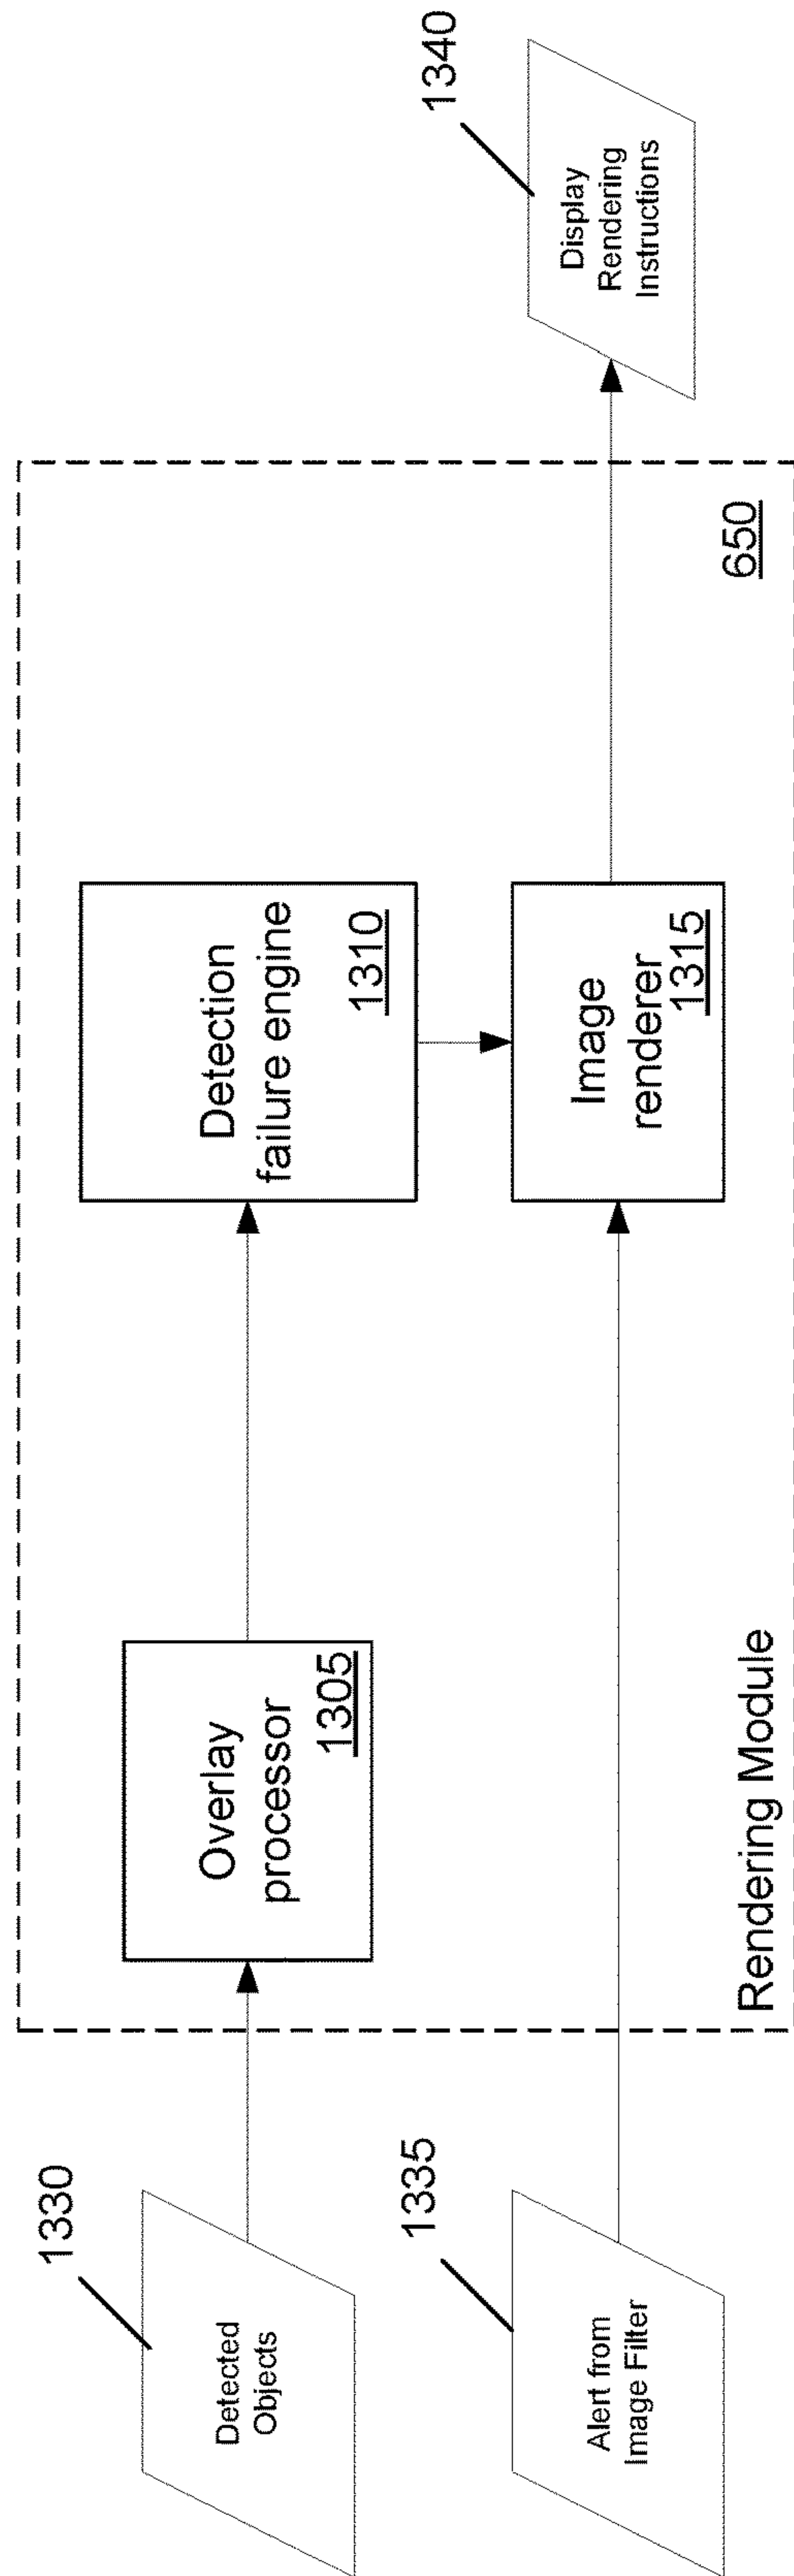 1330
Detected
Objects
Overlay
processor
1305
Detection
failure engine
1310
1335
Alert from
Image Filter
Image
renderer
1315
1340
Display
Rendering
Instructions
Rendering Module
650